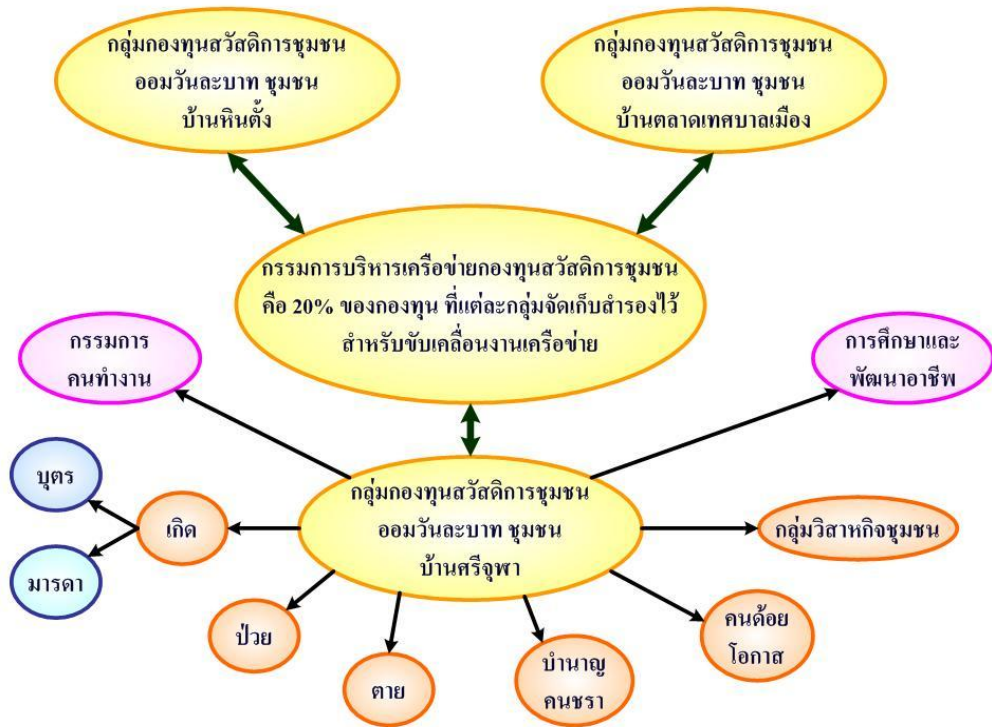 กลุ่มกองทุนสวัสดิการชุมชน
ออมวันละบาท ชุมชน
บ้านหินตั้ง
กลุ่มกองทุนสวัสดิการชุมชน
ออมวันละบาท ชุมชน
บ้านตลาดเทศบาลเมือง
กรรมการบริหารเครือข่ายกองทุนสวัสดิการชุมชน
คือ 20% ของกองทุน ที่แต่ละกลุ่มจัดเก็บสำรองไว้
สำหรับขับเคลื่อนงานเครือข่าย
กรรมการ
คนทำงาน
การศึกษาและ
พัฒนาอาชีพ
บุตร
มารดา
เกิด
กลุ่มกองทุนสวัสดิการชุมชน
ออมวันละบาท ชุมชน
บ้านศรีจุฬา
กลุ่มวิสาหกิจชุมชน
ป่วย
ตาย
บำนาญ
คนชรา
คนด้อย
โอกาส